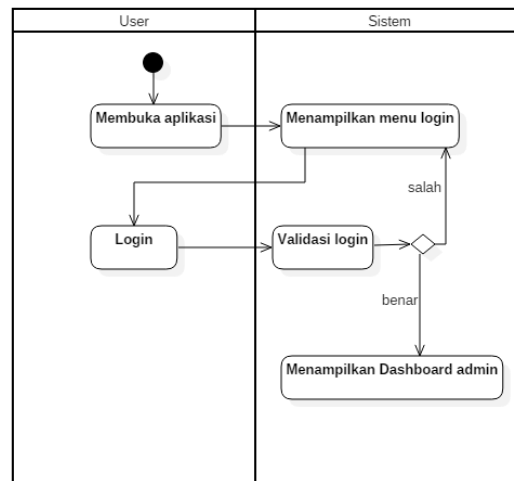 User
Sistem
Membuka aplikasi
Menampilkan menu login
salah
Login
Validasi login
benar
Menampilkan Dashboard admin